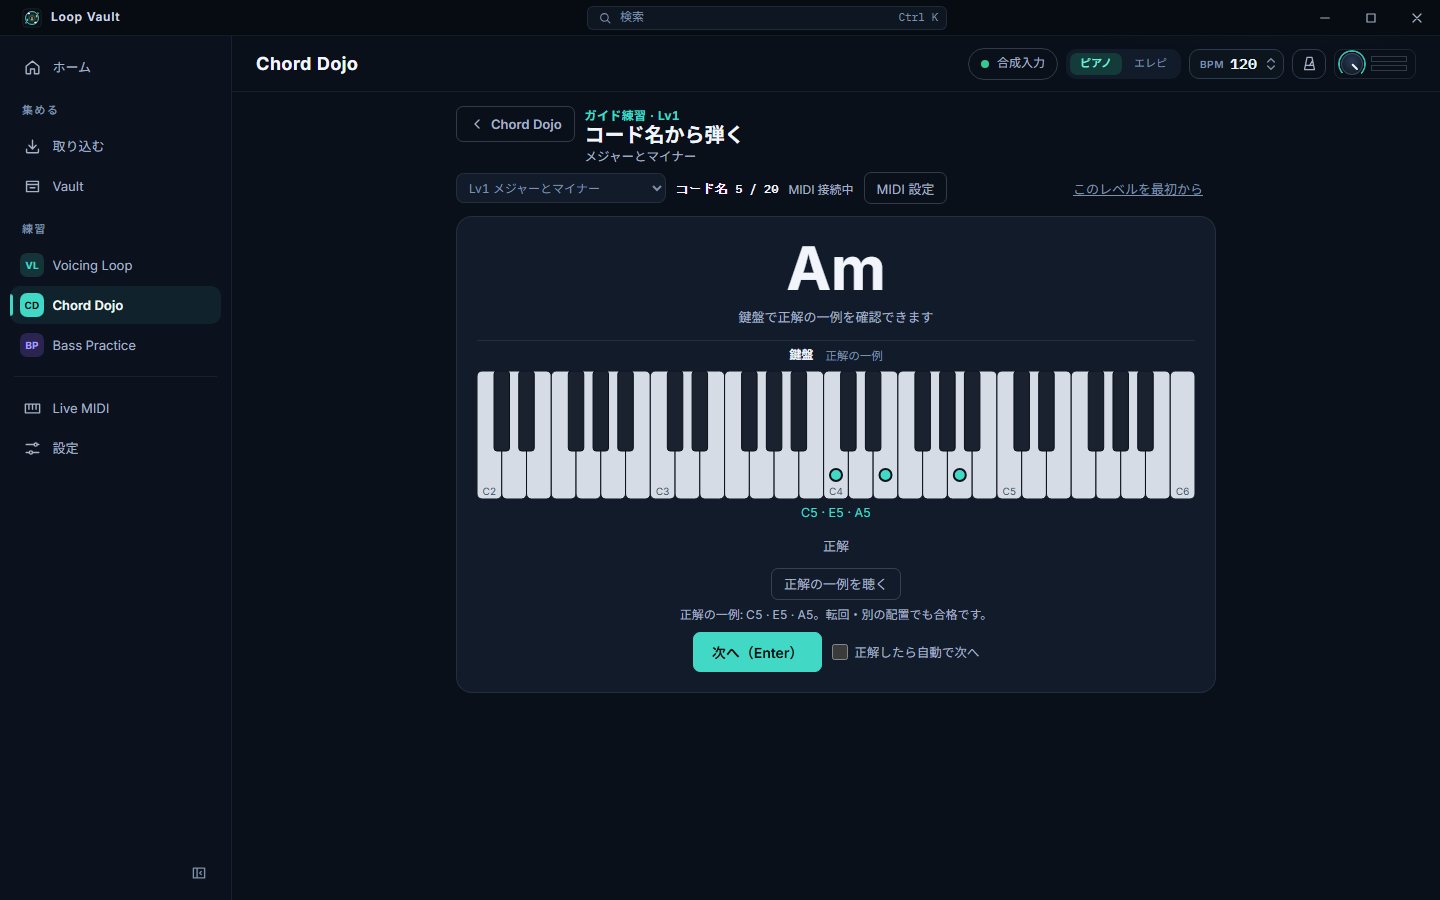 Loop Vault
検索
Ctrl K
ホーム
集める
取り込む
Vault
練習
VL Voicing Loop
CD Chord Dojo
BP Bass Practice
Live MIDI
設定
Chord Dojo
合成入力
ピアノ
エレピ
BPM 120
Chord Dojo
ガイド練習 · Lv1
コード名から弾く
メジャーとマイナー
Lv1 メジャーとマイナー
コード名 5 / 20
MIDI 接続中
MIDI 設定
このレベルを最初から
Am
鍵盤で正解の一例を確認できます
鍵盤 正解の一例
C2 C3 C4 C5 C6
C5 · E5 · A5
正解
正解の一例を聴く
正解の一例: C5 · E5 · A5。転回・別の配置でも合格です。
次へ（Enter）
正解したら自動で次へ